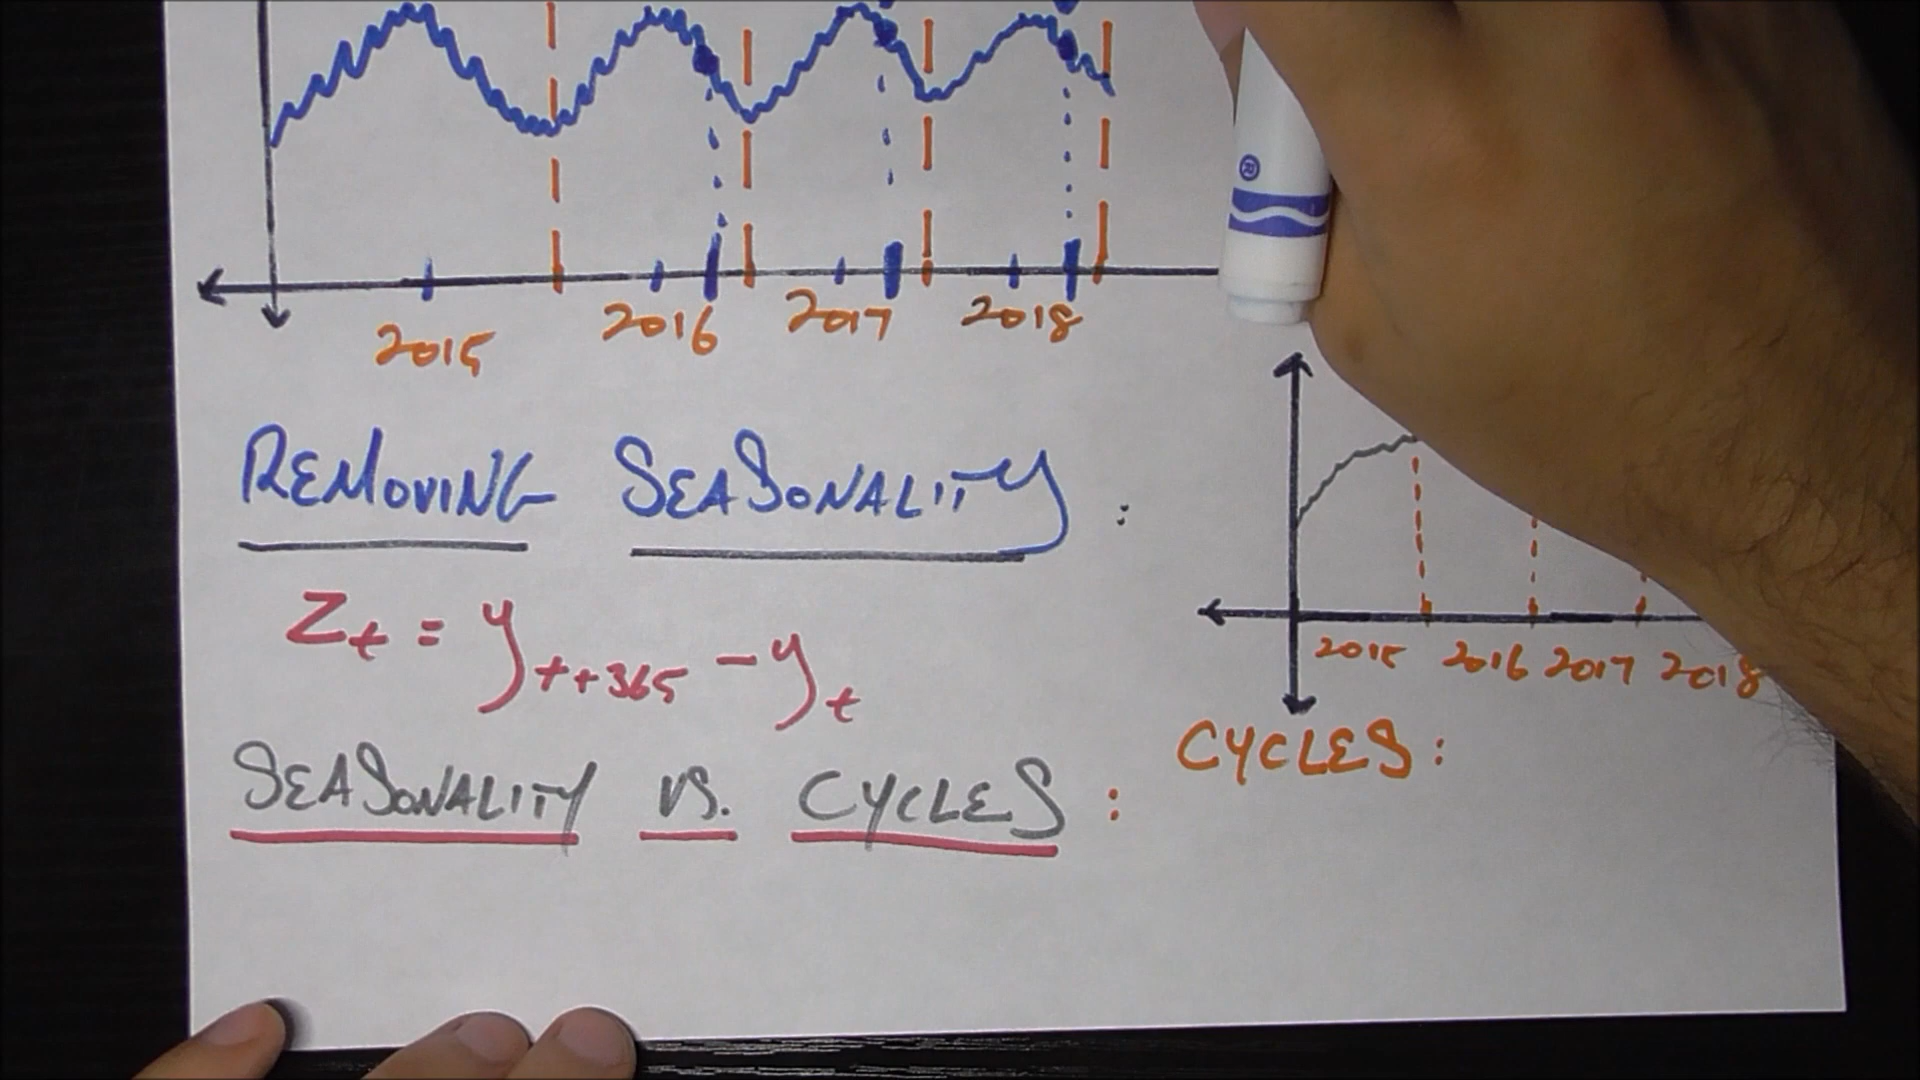 2015 2016 2017 2018
REMOVING SEASONALITY:
Zt = yt+365 - yt
2015 2016 2017 2018
SEASONALITY VS. CYCLES:
CYCLES: